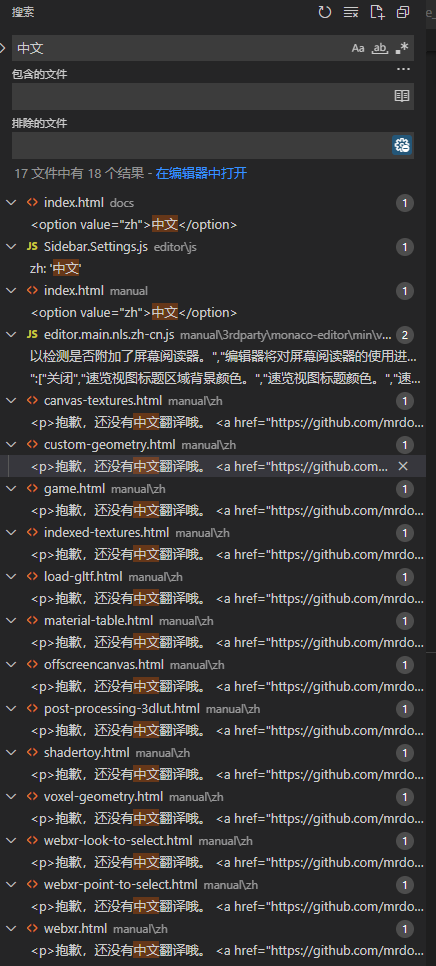 搜索
中文
Aa ab .*
包含的文件
...
排除的文件
17 文件中有 18 个结果 - 在编辑器中打开
index.html docs 1
<option value="zh">中文</option>
JS Sidebar.Settings.js editor\js 1
zh: '中文'
index.html manual 1
<option value="zh">中文</option>
JS editor.main.nls.zh-cn.js manual\3rdparty\monaco-editor\min\v... 2
以检测是否附加了屏幕阅读器。","编辑器将对屏幕阅读器的使用进...
":["关闭","速览视图标题区域背景颜色。","速览视图标题颜色。","速...
canvas-textures.html manual\zh 1
<p>抱歉，还没有中文翻译哦。 <a href="https://github.com/mrdo...
custom-geometry.html manual\zh 1
<p>抱歉，还没有中文翻译哦。 <a href="https://github.com...
game.html manual\zh 1
<p>抱歉，还没有中文翻译哦。 <a href="https://github.com/mrdo...
indexed-textures.html manual\zh 1
<p>抱歉，还没有中文翻译哦。 <a href="https://github.com/mrdo...
load-gltf.html manual\zh 1
<p>抱歉，还没有中文翻译哦。 <a href="https://github.com/mrdo...
material-table.html manual\zh 1
<p>抱歉，还没有中文翻译哦。 <a href="https://github.com/mrdo...
offscreencanvas.html manual\zh 1
<p>抱歉，还没有中文翻译哦。 <a href="https://github.com/mrdo...
post-processing-3dlut.html manual\zh 1
<p>抱歉，还没有中文翻译哦。 <a href="https://github.com/mrdo...
shadertoy.html manual\zh 1
<p>抱歉，还没有中文翻译哦。 <a href="https://github.com/mrdo...
voxel-geometry.html manual\zh 1
<p>抱歉，还没有中文翻译哦。 <a href="https://github.com/mrdo...
webxr-look-to-select.html manual\zh 1
<p>抱歉，还没有中文翻译哦。 <a href="https://github.com/mrdo...
webxr-point-to-select.html manual\zh 1
<p>抱歉，还没有中文翻译哦。 <a href="https://github.com/mrdo...
webxr.html manual\zh 1
<p>抱歉，还没有中文翻译哦。 <a href="https://github.com/mrdo...